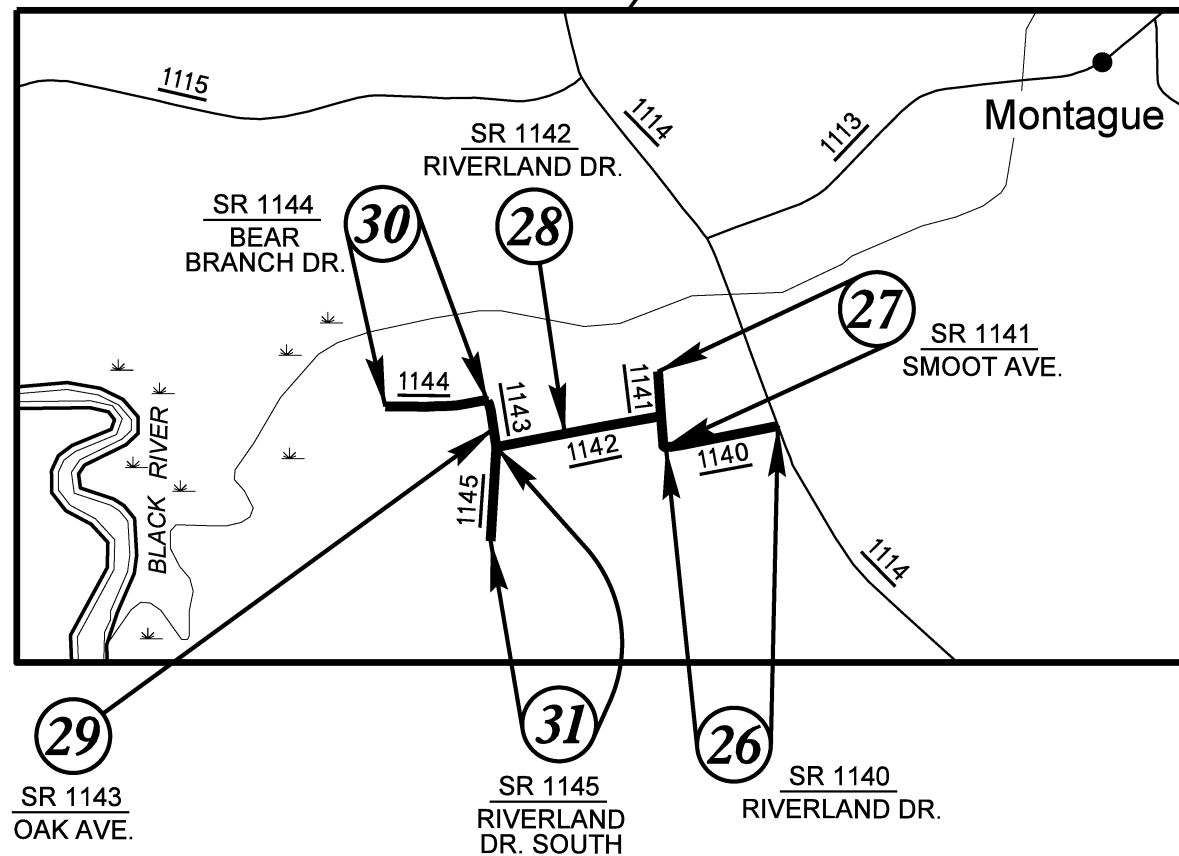 1115
1114
1113
Montague
SR 1142
RIVERLAND DR.
SR 1144
BEAR
BRANCH DR.
30
28
27
SR 1141
SMOOT AVE.
1144
1143
1141
1142
1140
1145
BLACK RIVER
1114
29
SR 1143
OAK AVE.
31
SR 1145
RIVERLAND
DR. SOUTH
26
SR 1140
RIVERLAND DR.